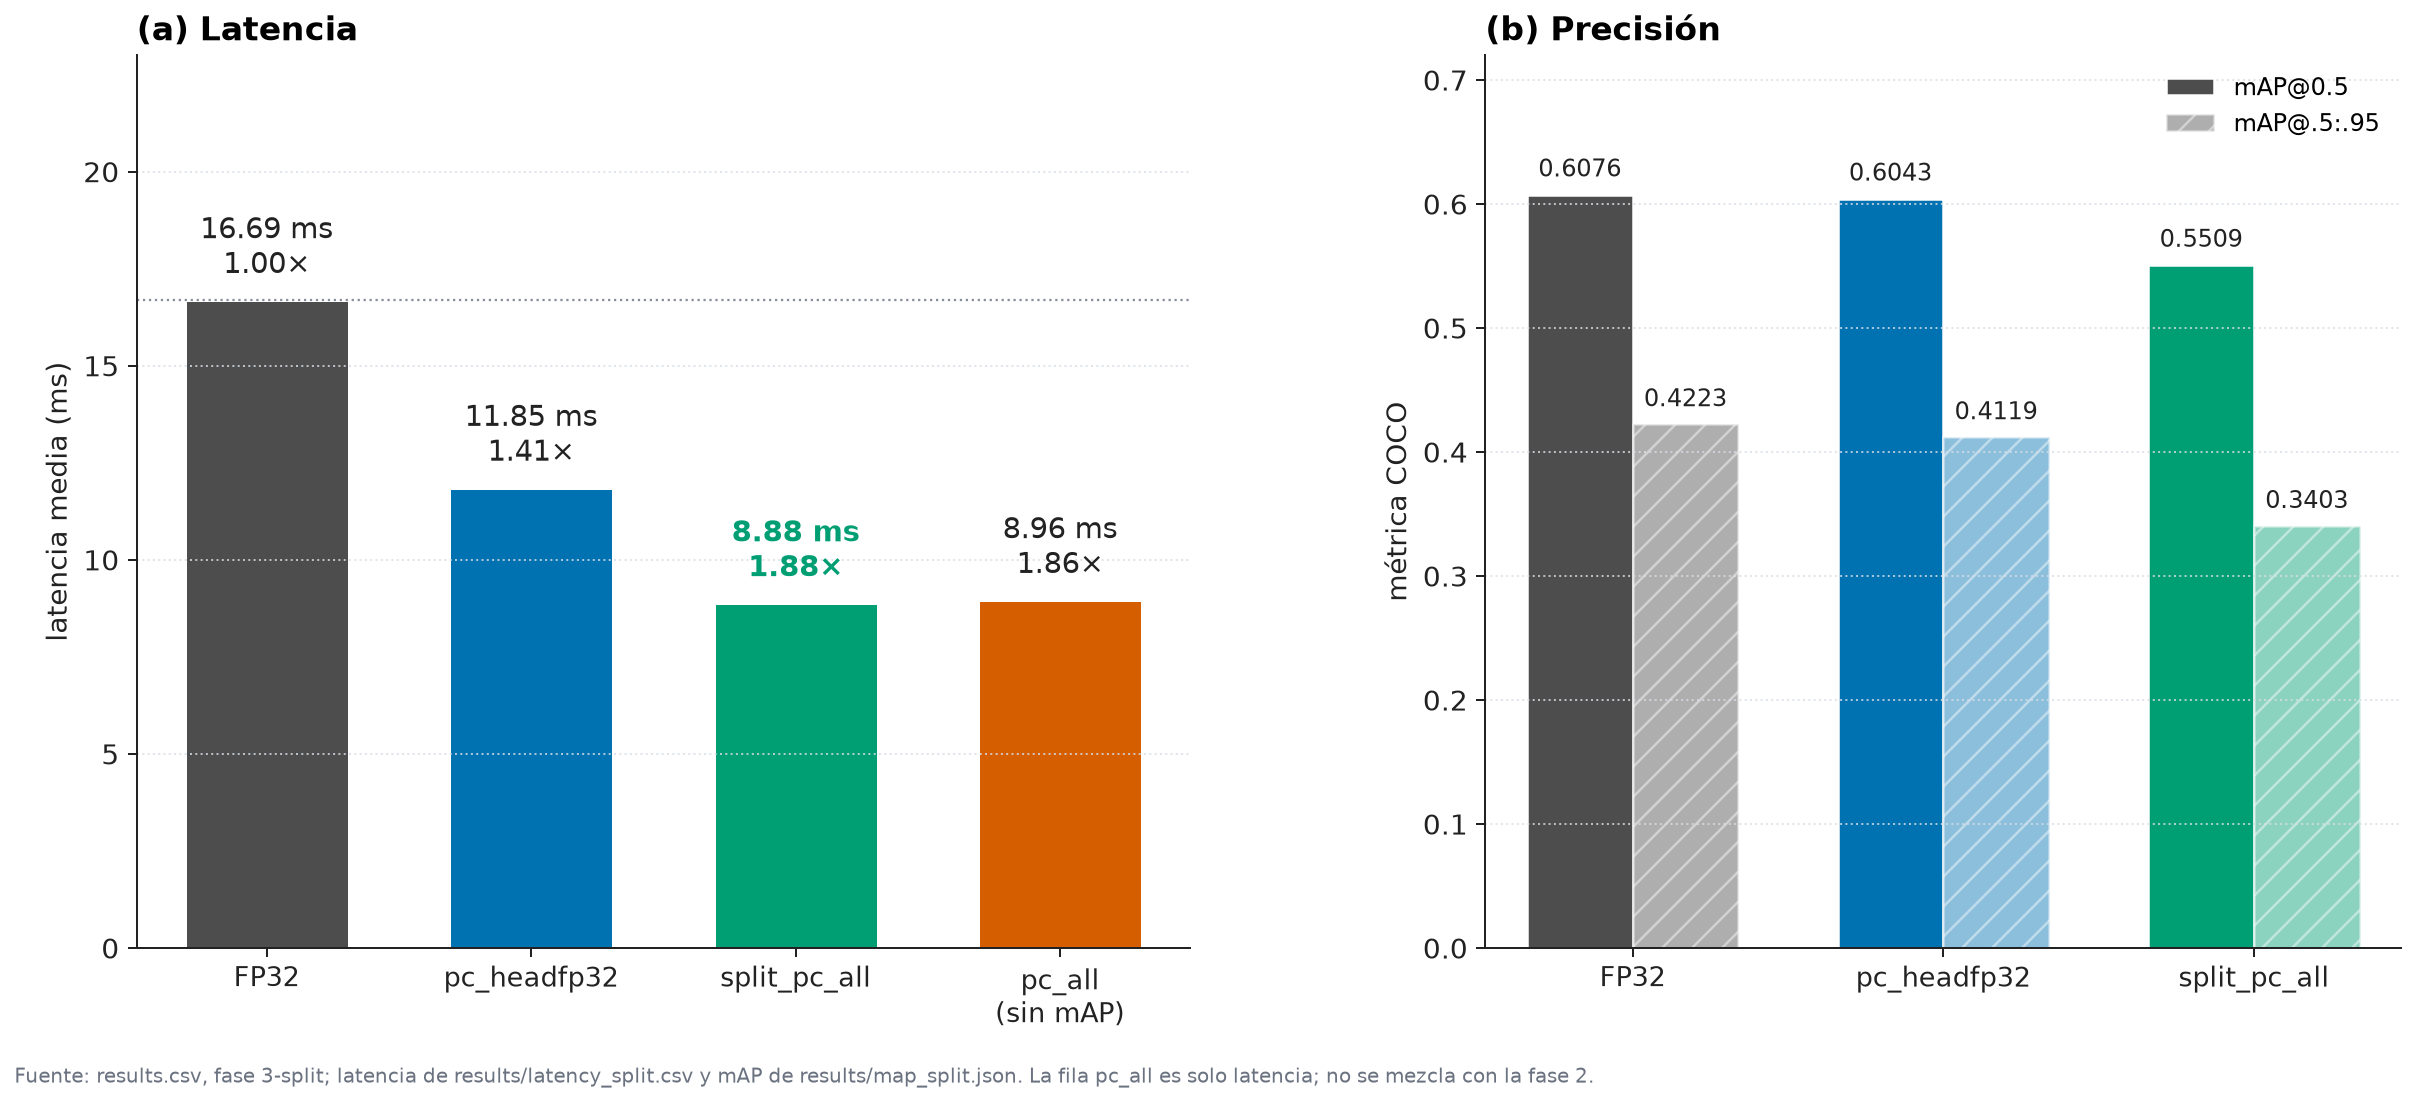 (a) Latencia
latencia media (ms)
20
15
10
5
0
16.69 ms
1.00×
11.85 ms
1.41×
8.88 ms
1.88×
8.96 ms
1.86×
FP32
pc_headfp32
split_pc_all
pc_all
(sin mAP)
(b) Precisión
métrica COCO
0.7
0.6
0.5
0.4
0.3
0.2
0.1
0.0
mAP@0.5
mAP@.5:.95
0.6076
0.4223
0.6043
0.4119
0.5509
0.3403
FP32
pc_headfp32
split_pc_all
Fuente: results.csv, fase 3-split; latencia de results/latency_split.csv y mAP de results/map_split.json. La fila pc_all es solo latencia; no se mezcla con la fase 2.